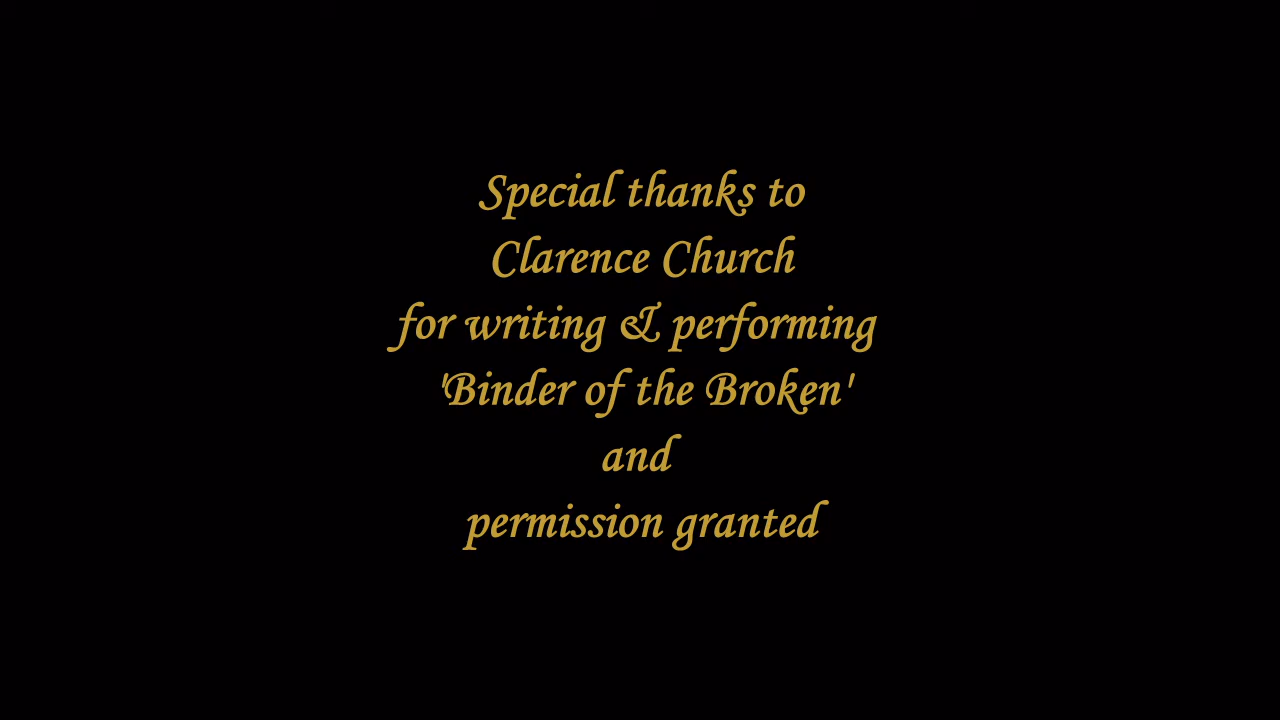 Special thanks to
Clarence Church
for writing & performing
'Binder of the Broken'
and
permission granted